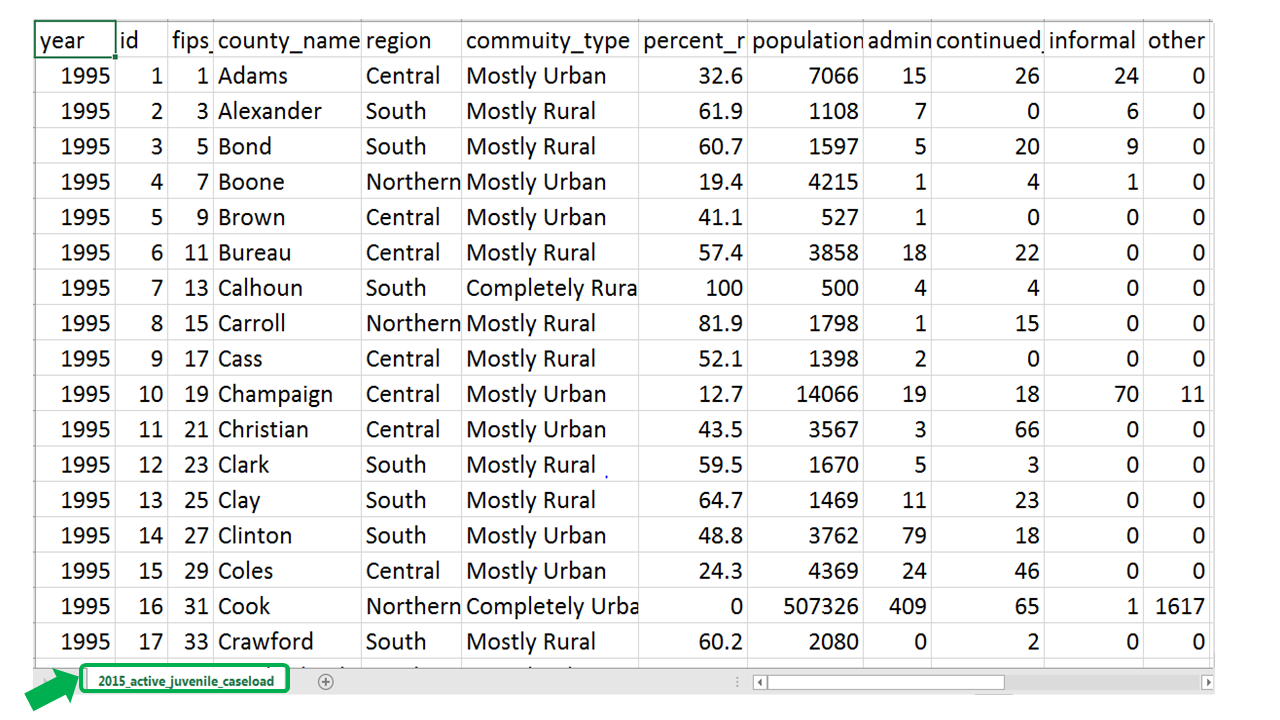 year id fips_ county_name region commuity_type percent_r population admin continued_ informal other
1995 1 1 Adams Central Mostly Urban 32.6 7066 15 26 24 0
1995 2 3 Alexander South Mostly Rural 61.9 1108 7 0 6 0
1995 3 5 Bond South Mostly Rural 60.7 1597 5 20 9 0
1995 4 7 Boone Northern Mostly Urban 19.4 4215 1 4 1 0
1995 5 9 Brown Central Mostly Urban 41.1 527 1 0 0 0
1995 6 11 Bureau Central Mostly Rural 57.4 3858 18 22 0 0
1995 7 13 Calhoun South Completely Rura 100 500 4 4 0 0
1995 8 15 Carroll Northern Mostly Rural 81.9 1798 1 15 0 0
1995 9 17 Cass Central Mostly Rural 52.1 1398 2 0 0 0
1995 10 19 Champaign Central Mostly Urban 12.7 14066 19 18 70 11
1995 11 21 Christian Central Mostly Urban 43.5 3567 3 66 0 0
1995 12 23 Clark South Mostly Rural 59.5 1670 5 3 0 0
1995 13 25 Clay South Mostly Rural 64.7 1469 11 23 0 0
1995 14 27 Clinton South Mostly Urban 48.8 3762 79 18 0 0
1995 15 29 Coles Central Mostly Urban 24.3 4369 24 46 0 0
1995 16 31 Cook Northern Completely Urba 0 507326 409 65 1 1617
1995 17 33 Crawford South Mostly Rural 60.2 2080 0 2 0 0
2015_active_juvenile_caseload